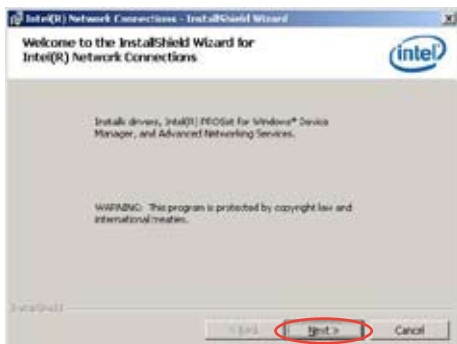 Intel(R) Network Connections - InstallShield Wizard
Welcome to the InstallShield Wizard for
Intel(R) Network Connections
intel
Installs drivers, Intel(R) PROSet for Windows* Device
Manager, and Advanced Networking Services.
WARNING: This program is protected by copyright law and
international treaties.
InstallShield
< Back
Next >
Cancel